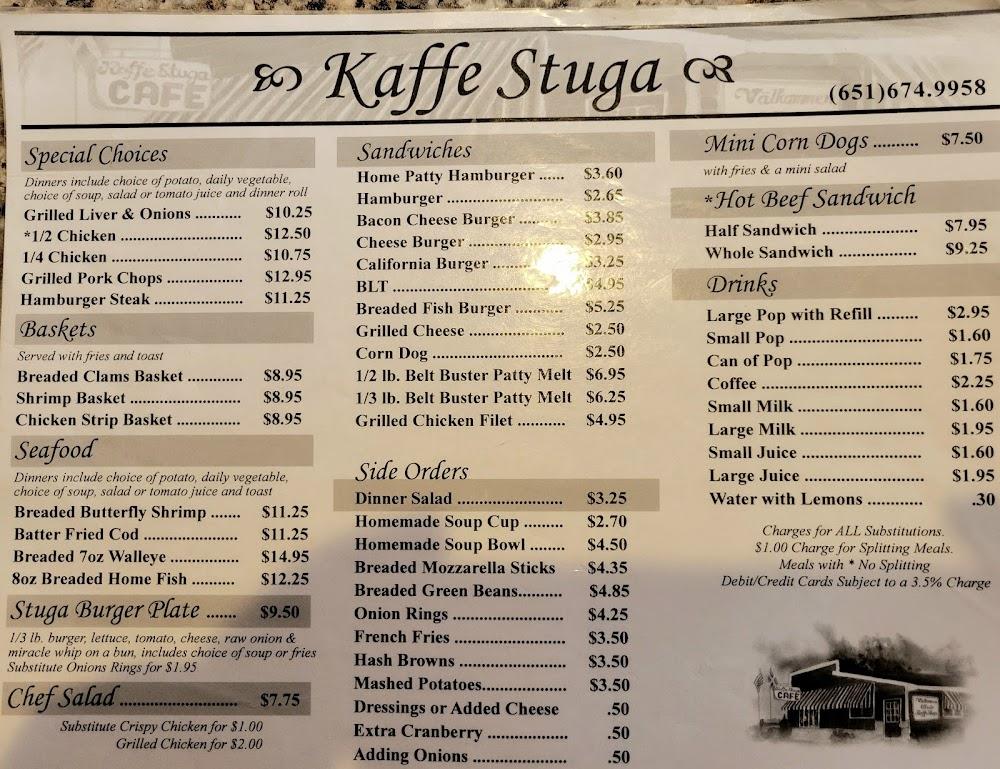 Kaffe Stuga
CAFE
Kaffe Stuga
Välkommen
(651)674.9958
Special Choices
Dinners include choice of potato, daily vegetable,
choice of soup, salad or tomato juice and dinner roll
Grilled Liver & Onions ........... $10.25
*1/2 Chicken ............................. $12.50
1/4 Chicken ................................ $10.75
Grilled Pork Chops .................. $12.95
Hamburger Steak ..................... $11.25
Baskets
Served with fries and toast
Breaded Clams Basket ............. $8.95
Shrimp Basket .......................... $8.95
Chicken Strip Basket ............... $8.95
Seafood
Dinners include choice of potato, daily vegetable,
choice of soup, salad or tomato juice and toast
Breaded Butterfly Shrimp ....... $11.25
Batter Fried Cod ...................... $11.25
Breaded 7oz Walleye ................ $14.95
8oz Breaded Home Fish .......... $12.25
Stuga Burger Plate ....... $9.50
1/3 lb. burger, lettuce, tomato, cheese, raw onion &
miracle whip on a bun, includes choice of soup or fries
Substitute Onions Rings for $1.95
Chef Salad ........................... $7.75
Substitute Crispy Chicken for $1.00
Grilled Chicken for $2.00
Sandwiches
Home Patty Hamburger ...... $3.60
Hamburger ........................... $2.65
Bacon Cheese Burger ......... $3.85
Cheese Burger ...................... $2.95
California Burger ......... $3.25
BLT ........................................ $4.95
Breaded Fish Burger ........... $5.25
Grilled Cheese ...................... $2.50
Corn Dog ............................... $2.50
1/2 lb. Belt Buster Patty Melt $6.95
1/3 lb. Belt Buster Patty Melt $6.25
Grilled Chicken Filet ........... $4.95
Side Orders
Dinner Salad ......................... $3.25
Homemade Soup Cup ......... $2.70
Homemade Soup Bowl ........ $4.50
Breaded Mozzarella Sticks $4.35
Breaded Green Beans.......... $4.85
Onion Rings .......................... $4.25
French Fries .......................... $3.50
Hash Browns ......................... $3.50
Mashed Potatoes.................... $3.50
Dressings or Added Cheese .50
Extra Cranberry ................... .50
Adding Onions ...................... .50
Mini Corn Dogs .......... $7.50
with fries & a mini salad
*Hot Beef Sandwich
Half Sandwich ....................... $7.95
Whole Sandwich ................... $9.25
Drinks
Large Pop with Refill ......... $2.95
Small Pop ............................... $1.60
Can of Pop ............................. $1.75
Coffee ...................................... $2.25
Small Milk .............................. $1.60
Large Milk ............................. $1.95
Small Juice ............................. $1.60
Large Juice ............................ $1.95
Water with Lemons ............. .30
Charges for ALL Substitutions.
$1.00 Charge for Splitting Meals.
Meals with * No Splitting
Debit/Credit Cards Subject to a 3.5% Charge
CAFE